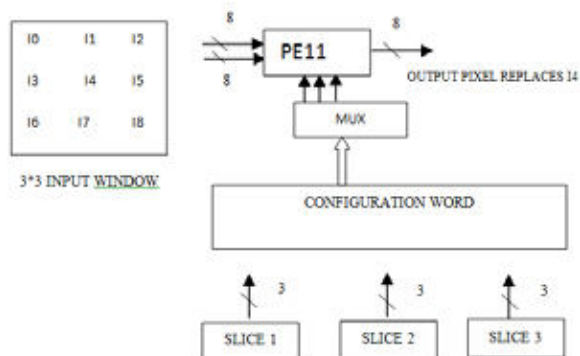 I0 I1 I2
I3 I4 I5
I6 I7 I8
3*3 INPUT WINDOW
8
8
PE11
8
OUTPUT PIXEL REPLACES I4
MUX
CONFIGURATION WORD
3
3
3
SLICE 1
SLICE 2
SLICE 3